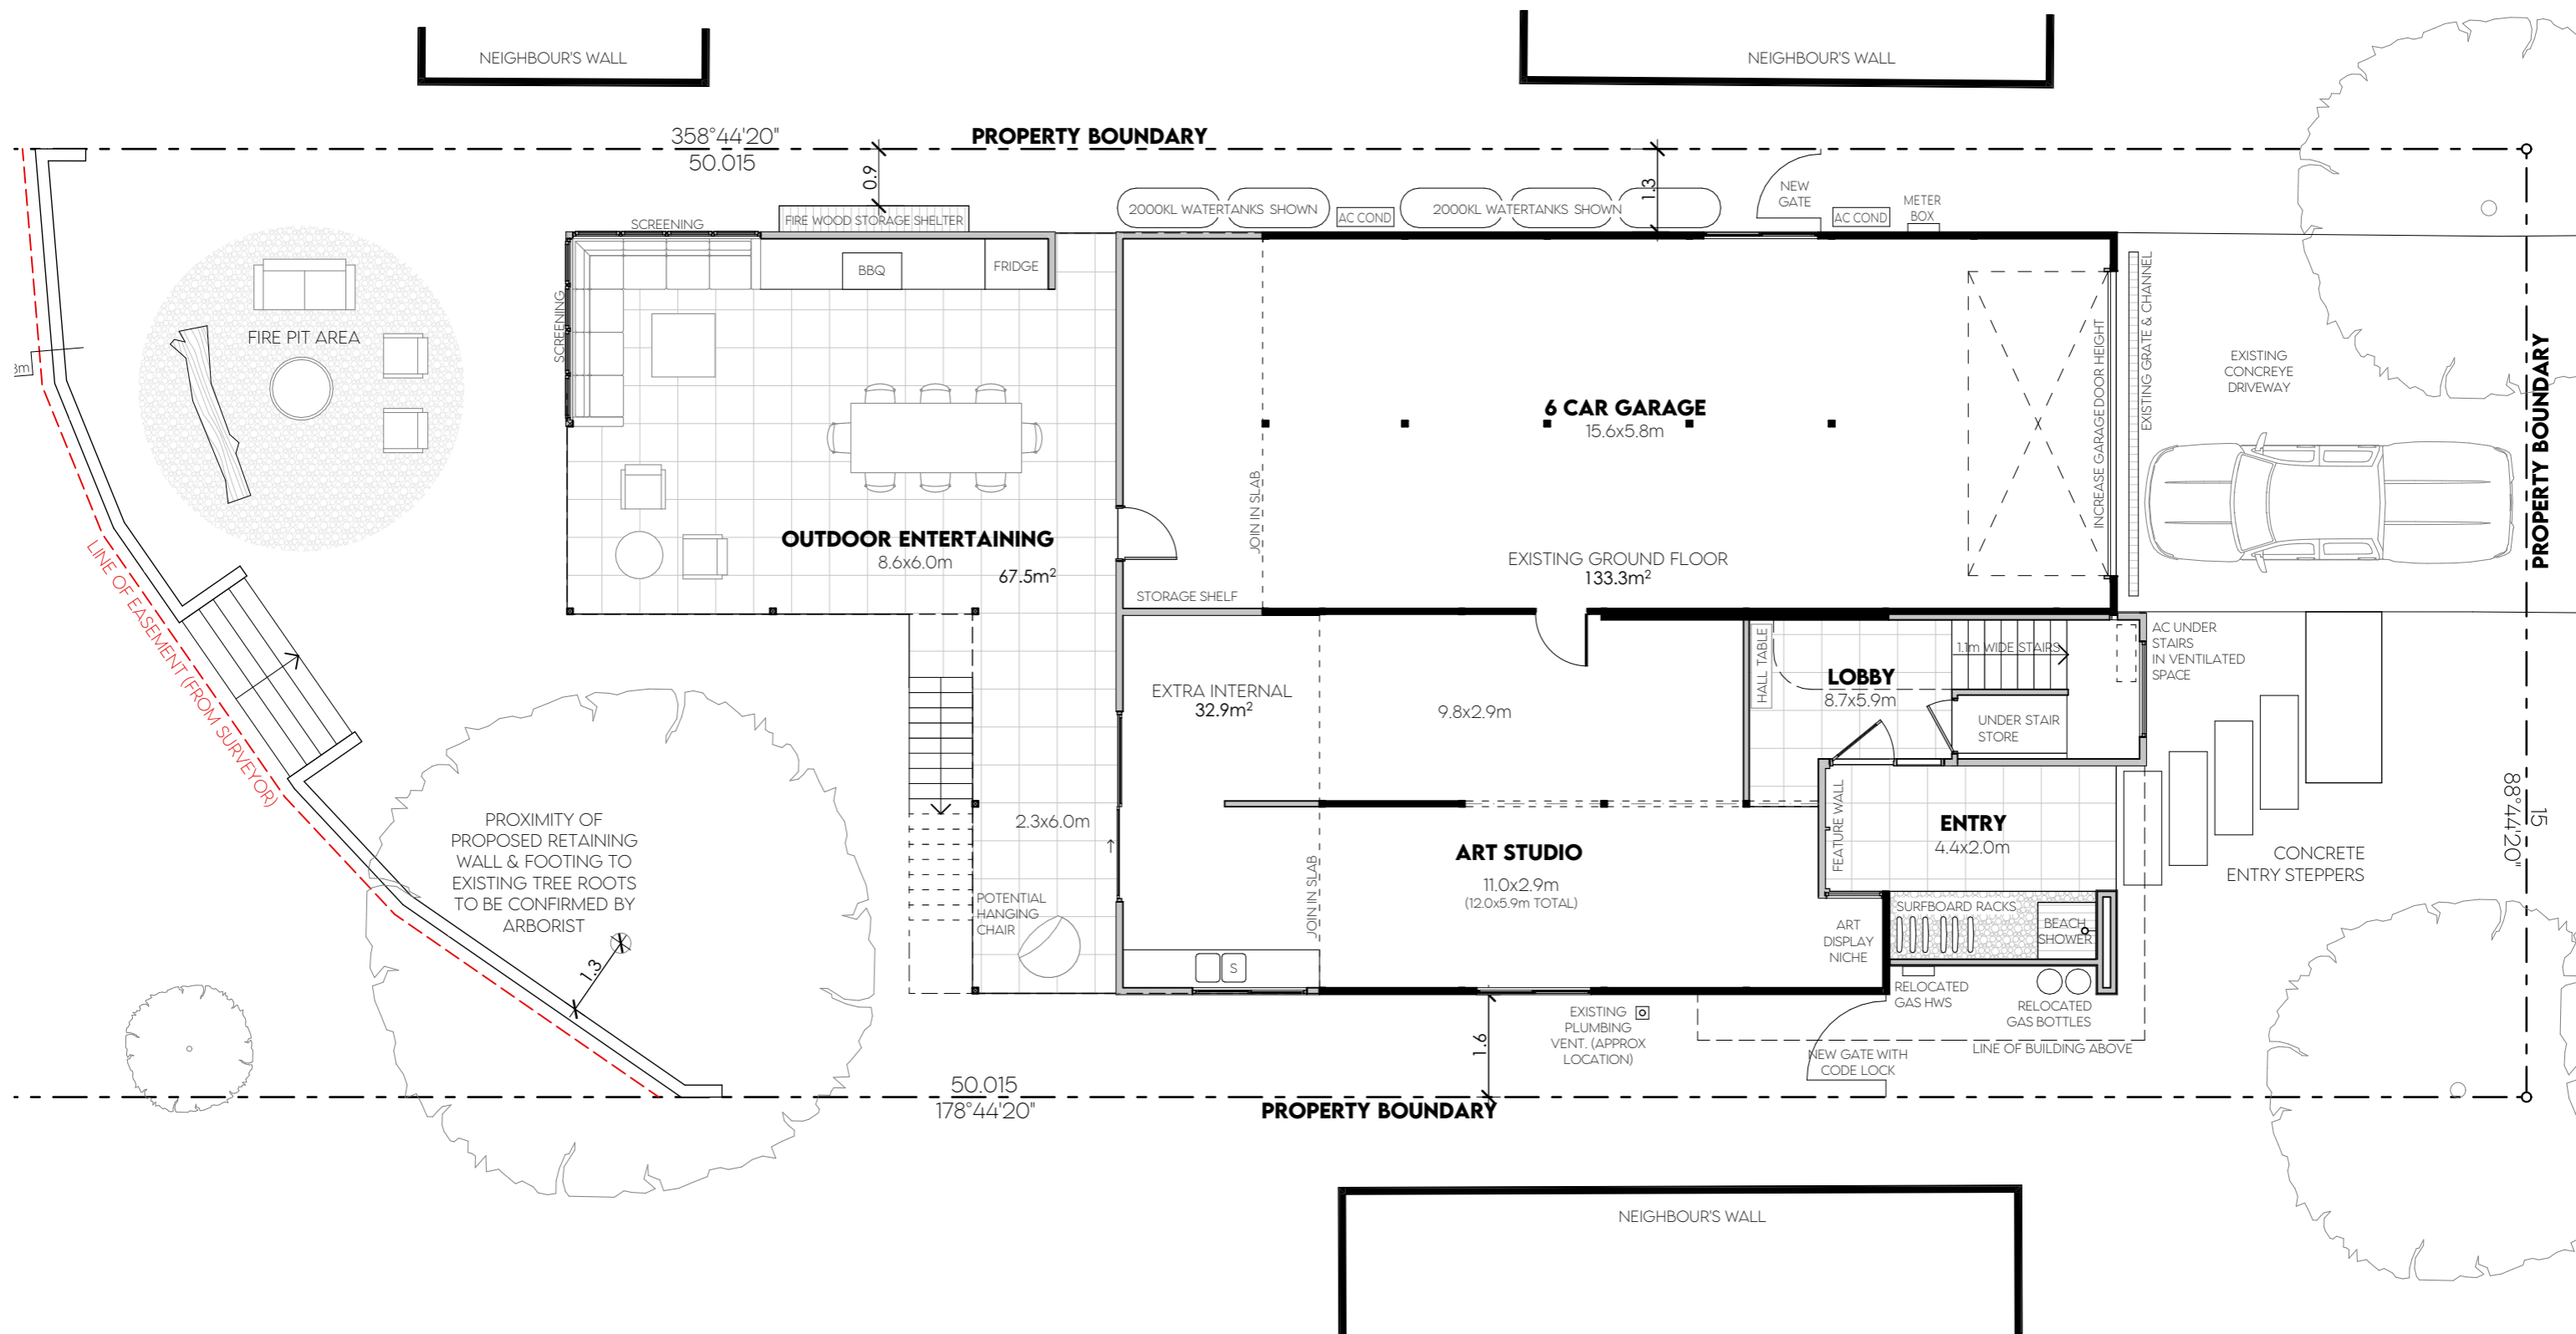 NEIGHBOUR'S WALL
NEIGHBOUR'S WALL
358°44'20"
50.015
PROPERTY BOUNDARY
0.9
1.3
NEW
GATE
SCREENING
FIRE WOOD STORAGE SHELTER
2000KL WATERTANKS SHOWN
AC COND
2000KL WATERTANKS SHOWN
AC COND
METER
BOX
SCREENING
BBQ
FRIDGE
FIRE PIT AREA
3m
6 CAR GARAGE
15.6x5.8m
JOIN IN SLAB
INCREASE GARAGE DOOR HEIGHT
EXISTING GRATE & CHANNEL
EXISTING
CONCREYE
DRIVEWAY
PROPERTY BOUNDARY
OUTDOOR ENTERTAINING
8.6x6.0m
67.5m²
EXISTING GROUND FLOOR
133.3m²
STORAGE SHELF
LINE OF EASEMENT (FROM SURVEYOR)
EXTRA INTERNAL
32.9m²
9.8x2.9m
HALL TABLE
LOBBY
8.7x5.9m
1.1m WIDE STAIRS
UNDER STAIR
STORE
AC UNDER
STAIRS
IN VENTILATED
SPACE
PROXIMITY OF
PROPOSED RETAINING
WALL & FOOTING TO
EXISTING TREE ROOTS
TO BE CONFIRMED BY
ARBORIST
1.3
2.3x6.0m
POTENTIAL
HANGING
CHAIR
JOIN IN SLAB
S
ART STUDIO
11.0x2.9m
(12.0x5.9m TOTAL)
FEATURE WALL
ENTRY
4.4x2.0m
ART
DISPLAY
NICHE
SURFBOARD RACKS
BEACH
SHOWER
RELOCATED
GAS HWS
RELOCATED
GAS BOTTLES
CONCRETE
ENTRY STEPPERS
15
88°44'20"
EXISTING
PLUMBING
VENT. (APPROX
LOCATION)
1.6
NEW GATE WITH
CODE LOCK
LINE OF BUILDING ABOVE
50.015
178°44'20"
PROPERTY BOUNDARY
NEIGHBOUR'S WALL